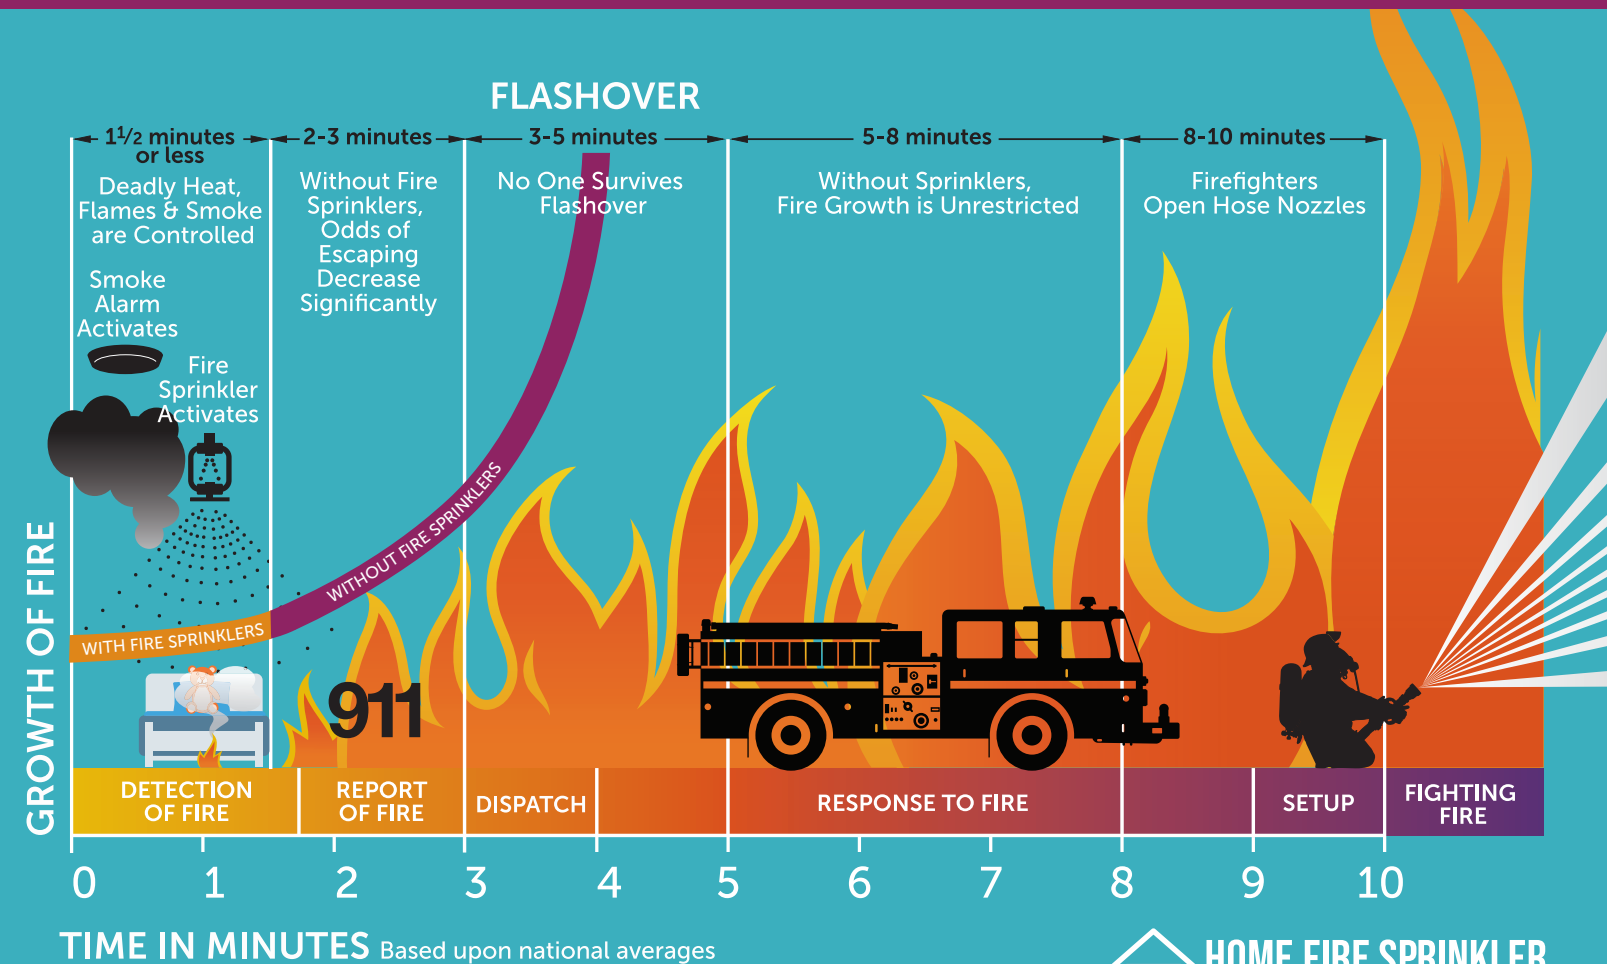 FLASHOVER
1½ minutes
or less
2-3 minutes
3-5 minutes
5-8 minutes
8-10 minutes
Deadly Heat,
Flames & Smoke
are Controlled
Without Fire
Sprinklers,
Odds of
Escaping
Decrease
Significantly
No One Survives
Flashover
Without Sprinklers,
Fire Growth is Unrestricted
Firefighters
Open Hose Nozzles
Smoke
Alarm
Activates
Fire
Sprinkler
Activates
GROWTH OF FIRE
WITH FIRE SPRINKLERS
WITHOUT FIRE SPRINKLERS
911
DETECTION
OF FIRE
REPORT
OF FIRE
DISPATCH
RESPONSE TO FIRE
SETUP
FIGHTING
FIRE
0 1 2 3 4 5 6 7 8 9 10
TIME IN MINUTES Based upon national averages
HOME FIRE SPRINKLER